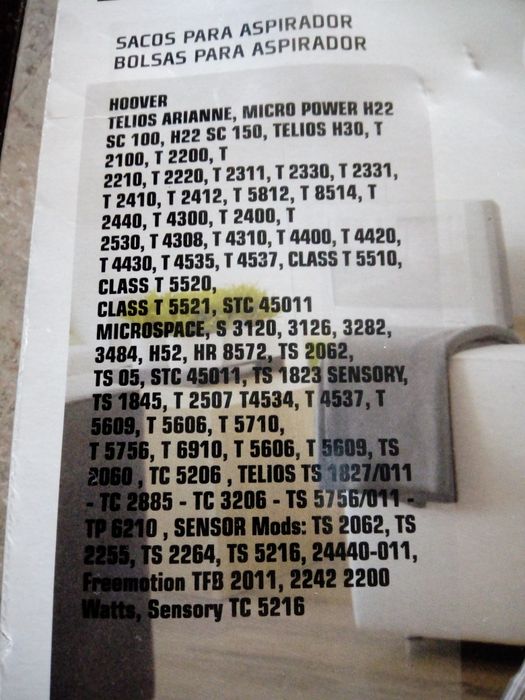 SACOS PARA ASPIRADOR
BOLSAS PARA ASPIRADOR
HOOVER
TELIOS ARIANNE, MICRO POWER H22
SC 100, H22 SC 150, TELIOS H30, T
2100, T 2200, T
2210, T 2220, T 2311, T 2330, T 2331,
T 2410, T 2412, T 5812, T 8514, T
2440, T 4300, T 2400, T
2530, T 4308, T 4310, T 4400, T 4420,
T 4430, T 4535, T 4537, CLASS T 5510,
CLASS T 5520,
CLASS T 5521, STC 45011
MICROSPACE, S 3120, 3126, 3282,
3484, H52, HR 8572, TS 2062,
TS 05, STC 45011, TS 1823 SENSORY,
TS 1845, T 2507 T4534, T 4537, T
5609, T 5606, T 5710,
T 5756, T 6910, T 5606, T 5609, TS
2060 , TC 5206 , TELIOS TS 1827/011
- TC 2885 - TC 3206 - TS 5756/011 -
TP 6210 , SENSOR Mods: TS 2062, TS
2255, TS 2264, TS 5216, 24440-011,
Freemotion TFB 2011, 2242 2200
Watts, Sensory TC 5216